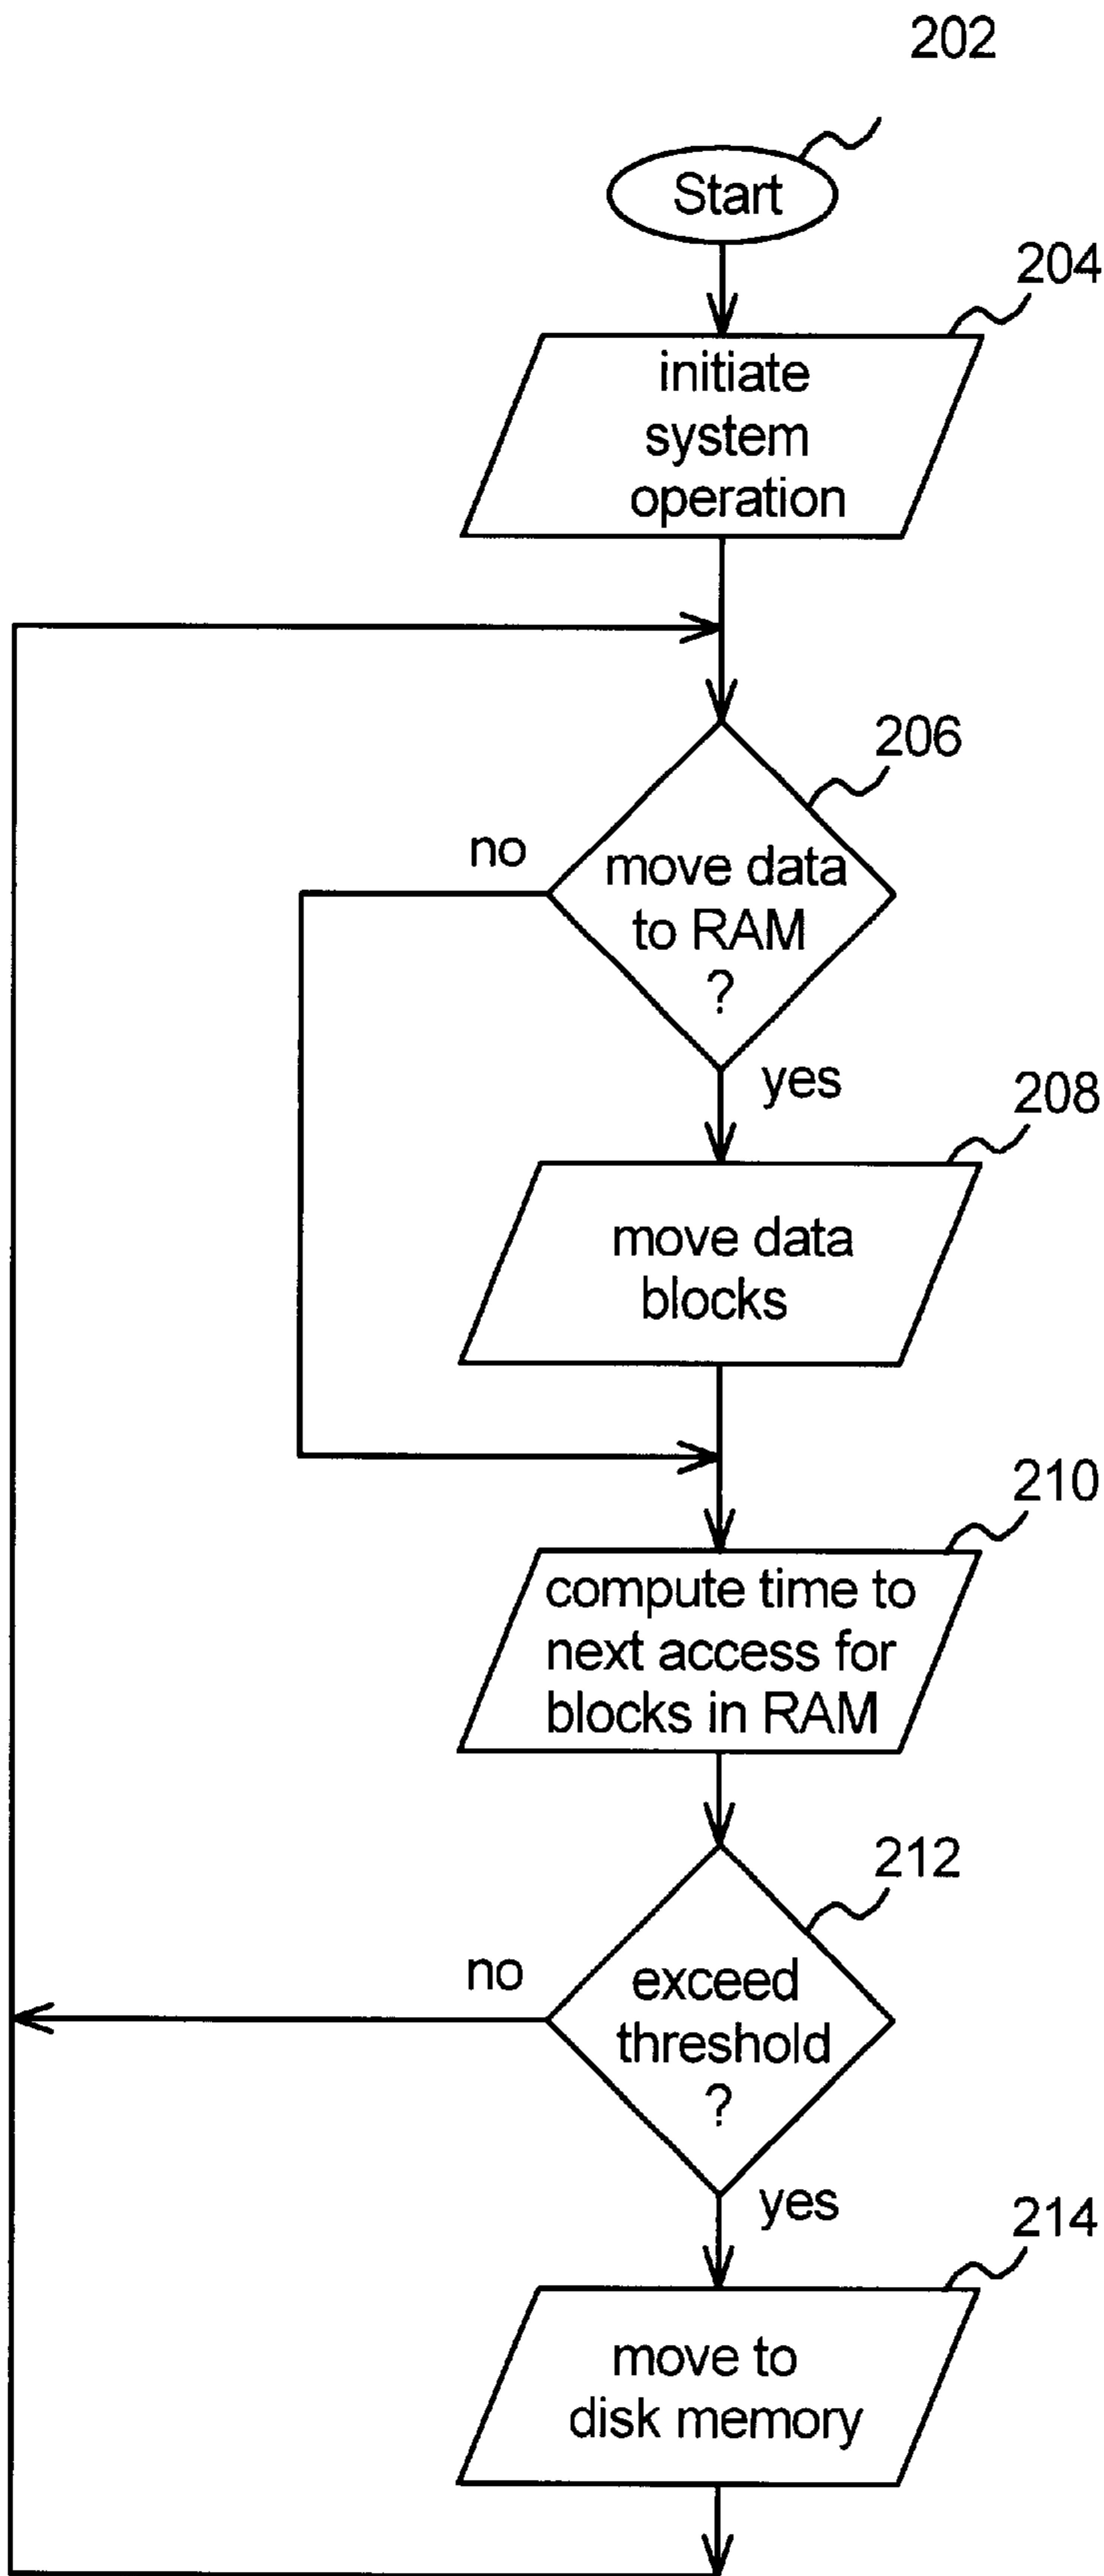 202
Start
204
initiate
system
operation
206
no
move data
to RAM
?
yes
208
move data
blocks
210
compute time to
next access for
blocks in RAM
212
no
exceed
threshold
?
yes
214
move to
disk memory